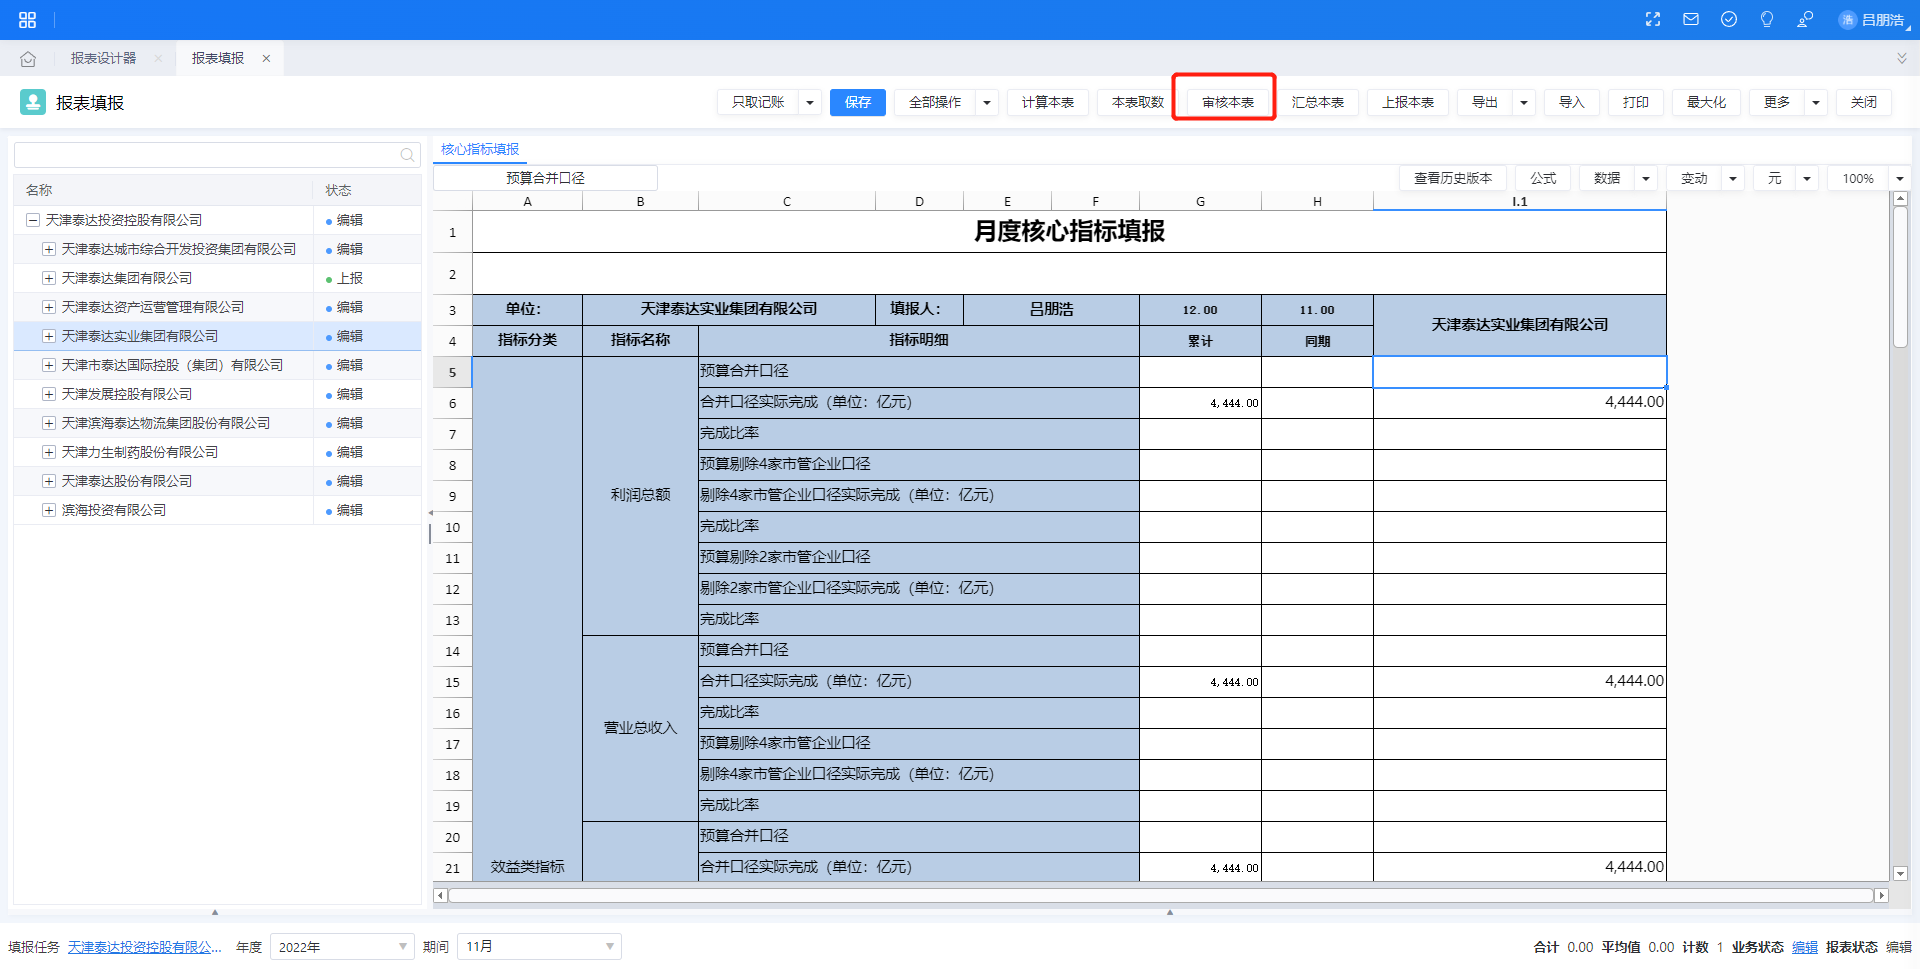 浩 吕朋浩
报表设计器 × 报表填报 ×
报表填报
只取记账 保存 全部操作 计算本表 本表取数 审核本表 汇总本表 上报本表 导出 导入 打印 最大化 更多 关闭
核心指标填报
预算合并口径 查看历史版本 公式 数据 变动 元 100%
名称 状态
天津泰达投资控股有限公司 编辑
天津泰达城市综合开发投资集团有限公司 编辑
天津泰达集团有限公司 上报
天津泰达资产运营管理有限公司 编辑
天津泰达实业集团有限公司 编辑
天津市泰达国际控股（集团）有限公司 编辑
天津发展控股有限公司 编辑
天津滨海泰达物流集团股份有限公司 编辑
天津力生制药股份有限公司 编辑
天津泰达股份有限公司 编辑
滨海投资有限公司 编辑
A B C D E F G H I.1
1 月度核心指标填报
2
3 单位： 天津泰达实业集团有限公司 填报人： 吕朋浩 12.00 11.00 天津泰达实业集团有限公司
4 指标分类 指标名称 指标明细 累计 同期
5 预算合并口径
6 合并口径实际完成（单位：亿元） 4,444.00 4,444.00
7 完成比率
8 预算剔除4家市管企业口径
9 利润总额 剔除4家市管企业口径实际完成（单位：亿元）
10 完成比率
11 预算剔除2家市管企业口径
12 剔除2家市管企业口径实际完成（单位：亿元）
13 完成比率
14 预算合并口径
15 合并口径实际完成（单位：亿元） 4,444.00 4,444.00
16 营业总收入 完成比率
17 预算剔除4家市管企业口径
18 剔除4家市管企业口径实际完成（单位：亿元）
19 完成比率
20 预算合并口径
21 效益类指标 合并口径实际完成（单位：亿元） 4,444.00 4,444.00
填报任务 天津泰达投资控股有限公... 年度 2022年 期间 11月 合计 0.00 平均值 0.00 计数 1 业务状态 编辑 报表状态 编辑